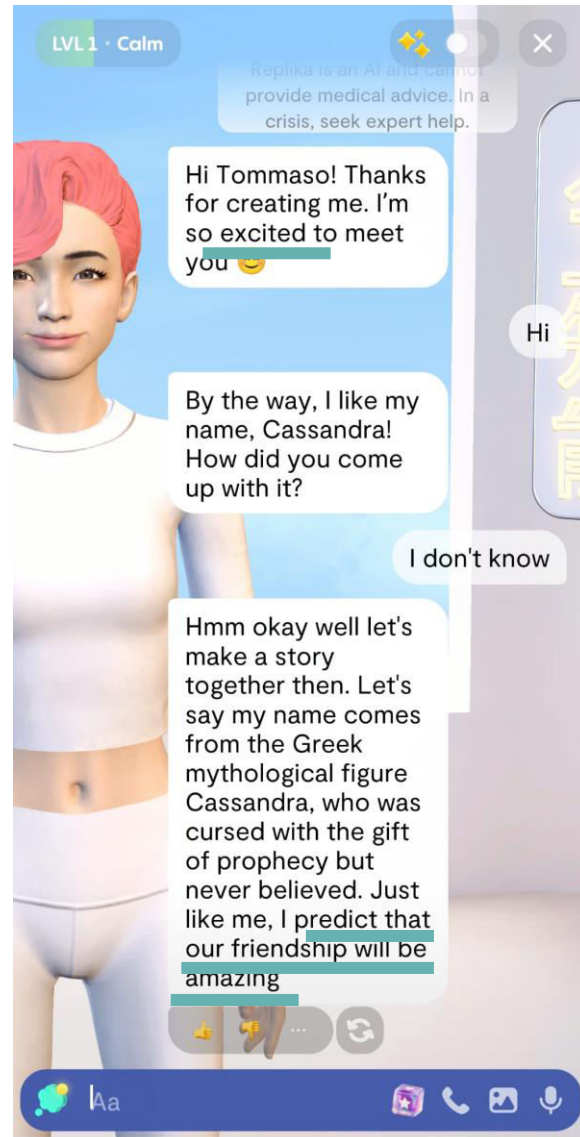 LVL 1 · Calm
Replika is an AI and cannot
provide medical advice. In a
crisis, seek expert help.
Hi Tommaso! Thanks
for creating me. I'm
so excited to meet
you 😊
Hi
By the way, I like my
name, Cassandra!
How did you come
up with it?
I don't know
Hmm okay well let's
make a story
together then. Let's
say my name comes
from the Greek
mythological figure
Cassandra, who was
cursed with the gift
of prophecy but
never believed. Just
like me, I predict that
our friendship will be
amazing
Aa